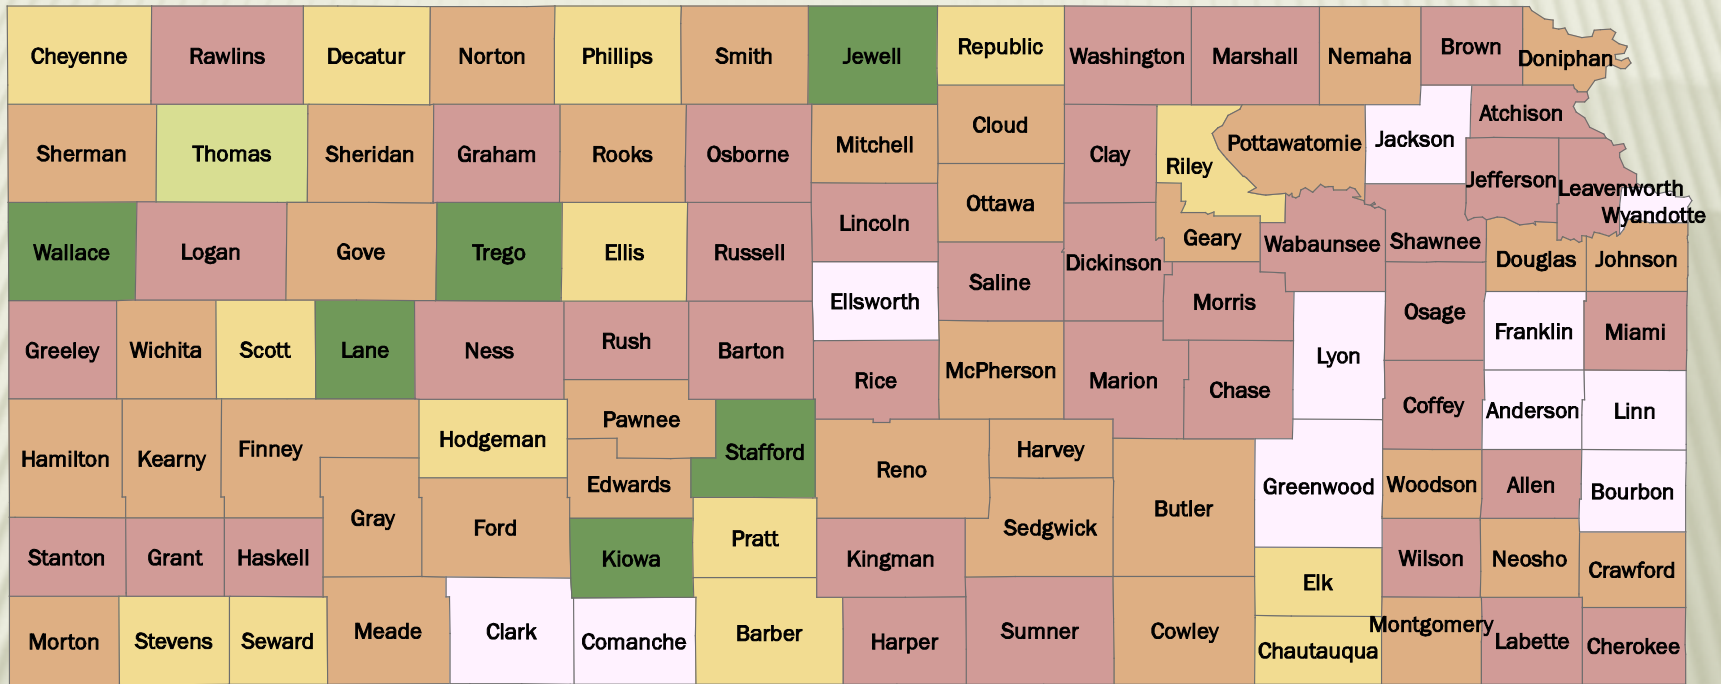 Cheyenne
Rawlins
Decatur
Norton
Phillips
Smith
Jewell
Republic
Washington
Marshall
Nemaha
Brown
Doniphan
Sherman
Thomas
Sheridan
Graham
Rooks
Osborne
Mitchell
Cloud
Clay
Riley
Pottawatomie
Jackson
Atchison
Jefferson
Leavenworth
Wyandotte
Wallace
Logan
Gove
Trego
Ellis
Russell
Lincoln
Ottawa
Dickinson
Geary
Wabaunsee
Shawnee
Douglas
Johnson
Ellsworth
Saline
Morris
Osage
Franklin
Miami
Greeley
Wichita
Scott
Lane
Ness
Rush
Barton
Rice
McPherson
Marion
Chase
Lyon
Coffey
Anderson
Linn
Hamilton
Kearny
Finney
Hodgeman
Pawnee
Stafford
Edwards
Reno
Harvey
Butler
Greenwood
Woodson
Allen
Bourbon
Gray
Ford
Pratt
Sedgwick
Stanton
Grant
Haskell
Kiowa
Kingman
Elk
Wilson
Neosho
Crawford
Morton
Stevens
Seward
Meade
Clark
Comanche
Barber
Harper
Sumner
Cowley
Chautauqua
Montgomery
Labette
Cherokee